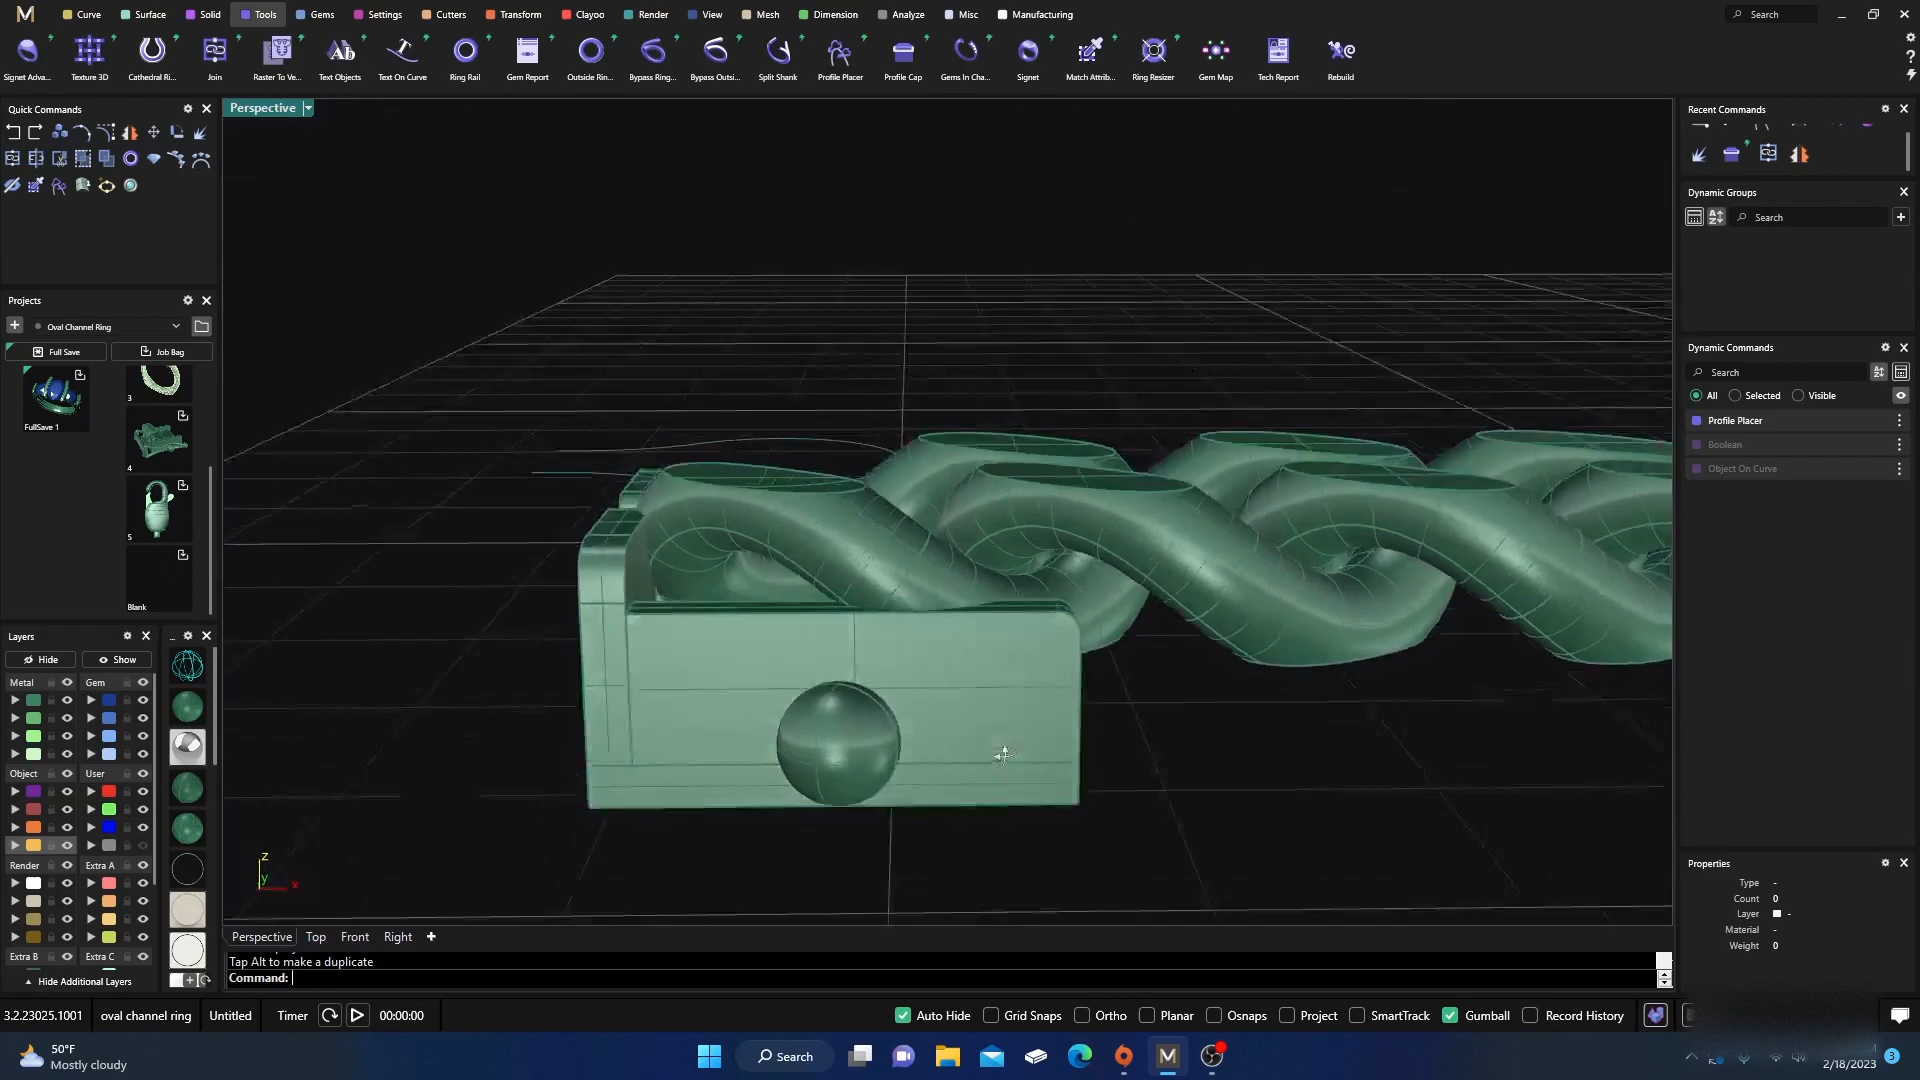 M Curve Surface Solid Tools Gems Settings Cutters Transform Clayoo Render View Mesh Dimension Analyze Misc Manufacturing Search
Signet Adva... Texture 3D Cathedral Ri... Join Raster To Ve... Text Objects Text On Curve Ring Rail Gem Report Outside Rin... Bypass Ring... Bypass Outsi... Split Shank Profile Placer Profile Cap Gems In Cha... Signet Match Attrib... Ring Resizer Gem Map Tech Report Rebuild
Quick Commands
Projects
Oval Channel Ring
Full Save Job Bag
3
FullSave 1
4
5
Blank
Layers
Hide Show
Metal Gem
Object User
Render Extra A
Extra B Extra C
Hide Additional Layers
Perspective
z
y x
Perspective Top Front Right
Tap Alt to make a duplicate
Command:
Recent Commands
Dynamic Groups
Search
Dynamic Commands
Search
All Selected Visible
Profile Placer
Boolean
Object On Curve
Properties
Type -
Count 0
Layer -
Material -
Weight 0
3.2.23025.1001 oval channel ring Untitled Timer 00:00:00 Auto Hide Grid Snaps Ortho Planar Osnaps Project SmartTrack Gumball Record History
50°F
Mostly cloudy
Search
2/18/2023 3